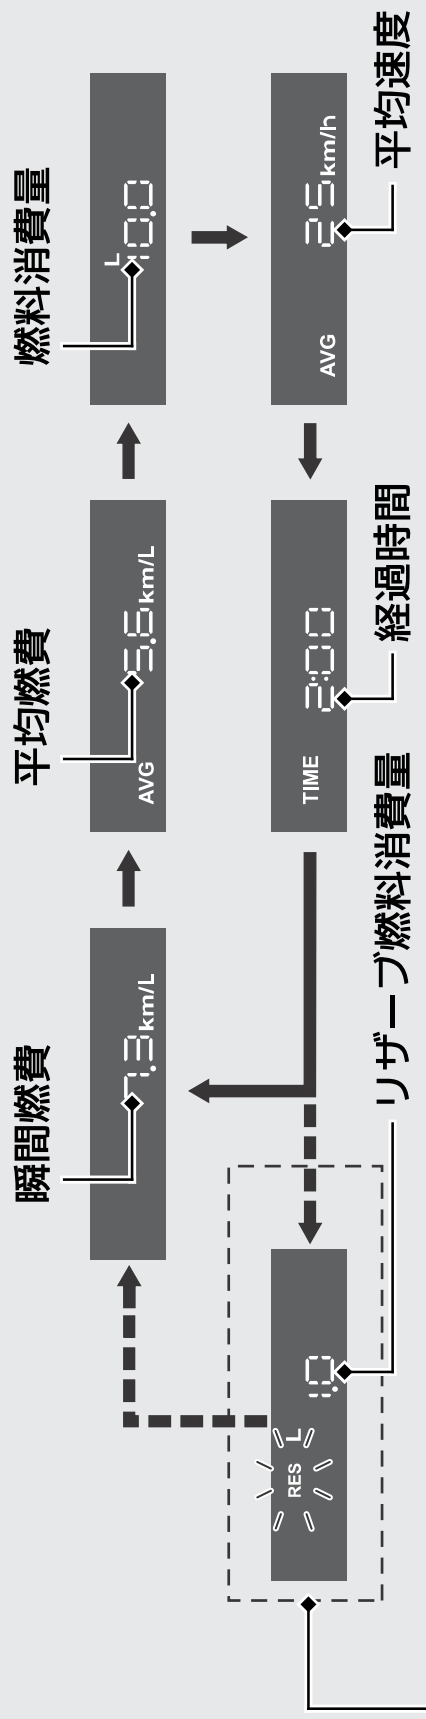 瞬間燃費 平均燃費 燃料消費量
7.3km/L
AVG 5.6km/L
L
10.0
RES L
1.0
TIME 2:00
AVG 25km/h
リザーブ燃料消費量 経過時間 平均速度